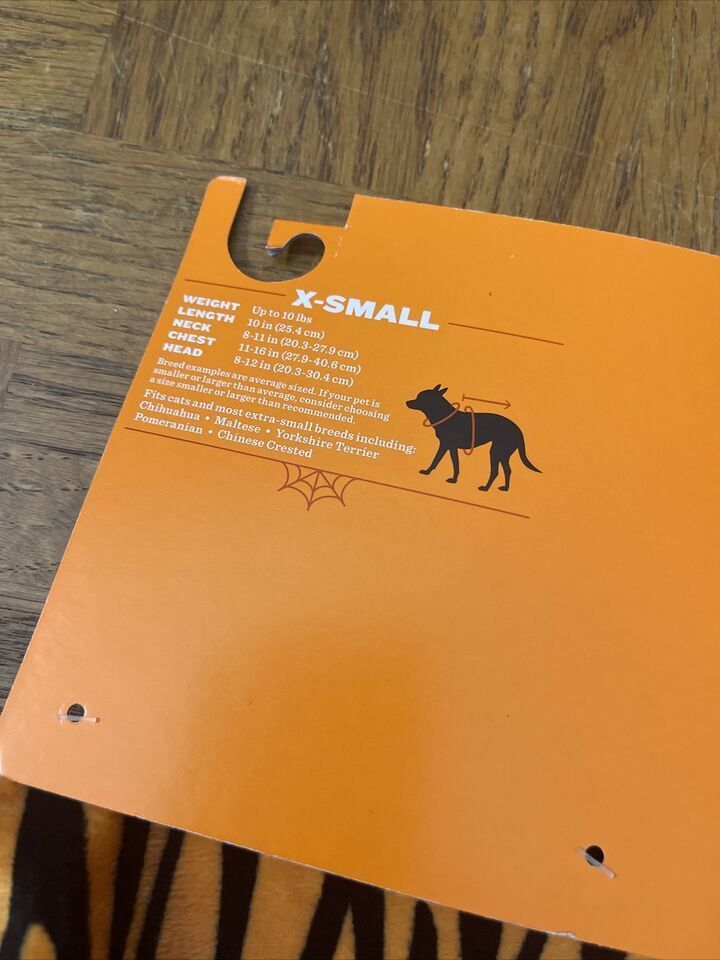 X-SMALL
WEIGHT Up to 10 lbs
LENGTH 10 in (25.4 cm)
NECK 8-11 in (20.3-27.9 cm)
CHEST 11-16 in (27.9-40.6 cm)
HEAD 8-12 in (20.3-30.4 cm)
Breed examples are average sized. If your pet is
smaller or larger than average, consider choosing
a size smaller or larger than recommended.
Fits cats and most extra-small breeds including:
Chihuahua • Maltese • Yorkshire Terrier
Pomeranian • Chinese Crested